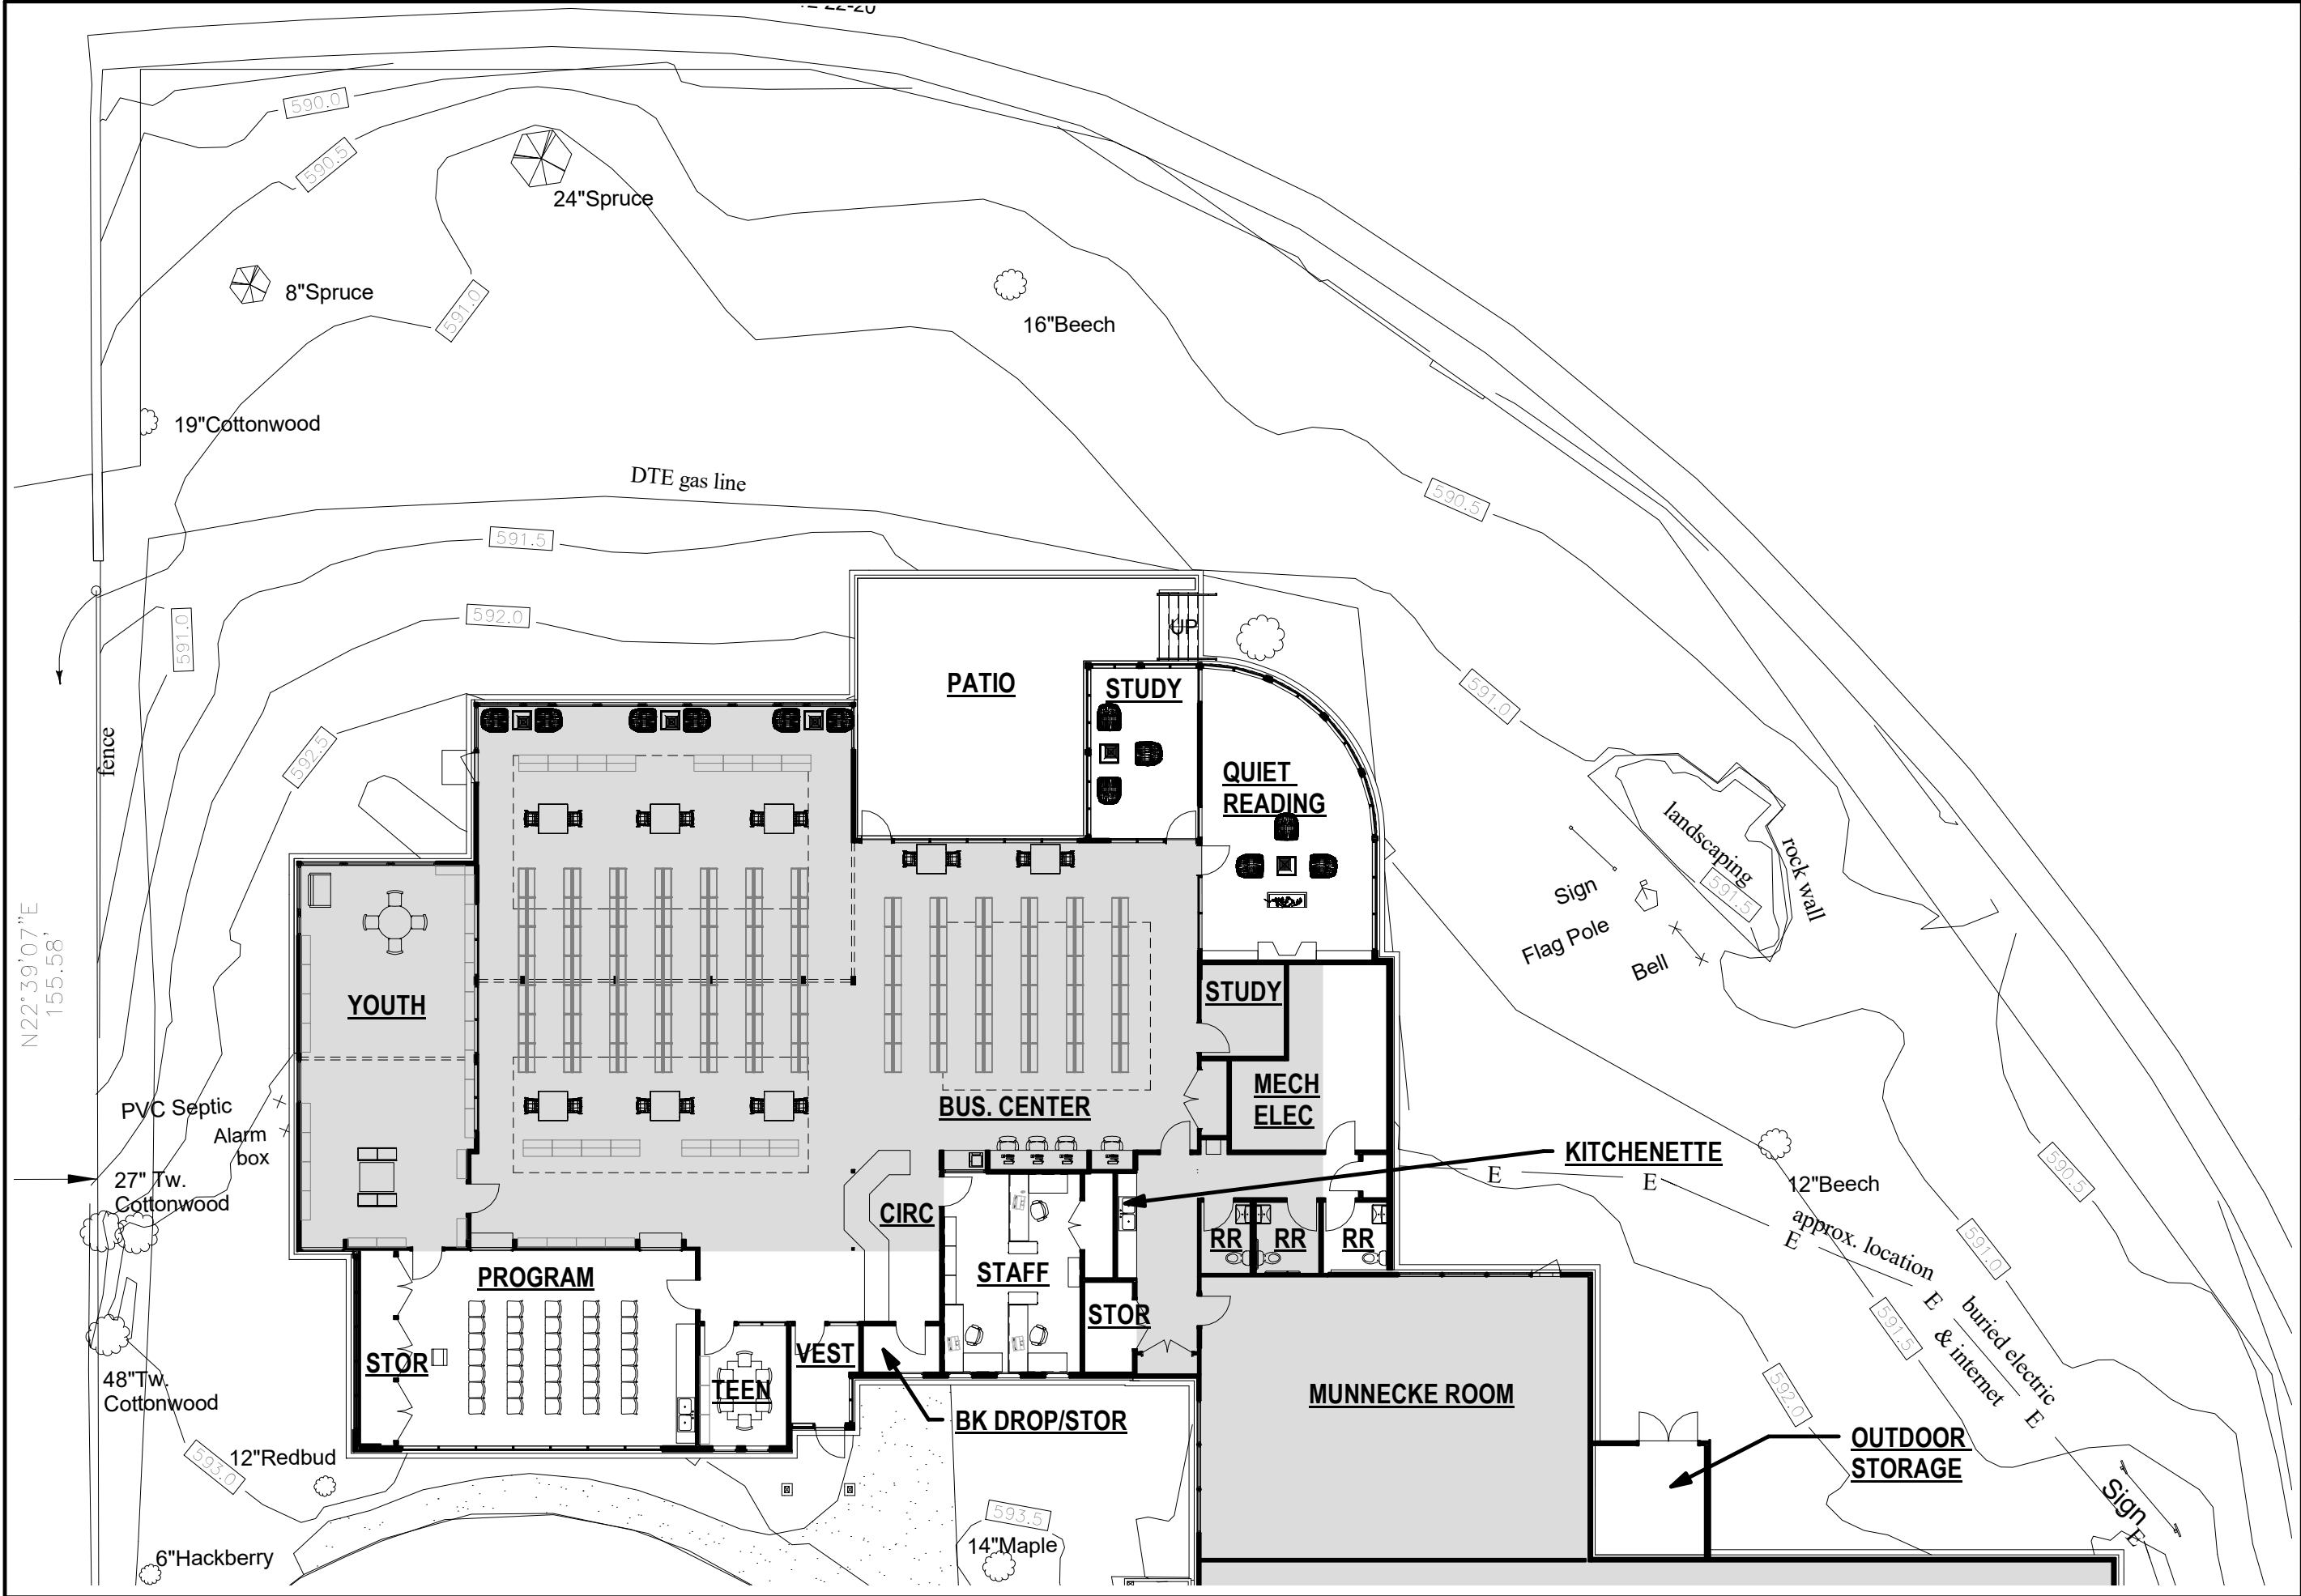 590.0
590.5
24"Spruce
8"Spruce
591.0
16"Beech
19"Cottonwood
DTE gas line
590.5
591.5
592.0
591.0
UP
PATIO
STUDY
591.0
fence
592.5
QUIET
READING
landscaping
rock wall
591.5
Sign
Flag Pole
Bell
N22°39'07"E
155.58'
YOUTH
STUDY
MECH
ELEC
BUS. CENTER
PVC Septic
Alarm
box
KITCHENETTE
E
E
12"Beech
590.5
27" Tw.
Cottonwood
CIRC
RR
RR
RR
approx. location
E
591.0
PROGRAM
STAFF
STOR
E
buried electric
& internet
591.5
E
VEST
STOR
TEEN
48"Tw.
Cottonwood
MUNNECKE ROOM
592.0
BK DROP/STOR
OUTDOOR
STORAGE
593.0
12"Redbud
Sign
E
593.5
14"Maple
6"Hackberry